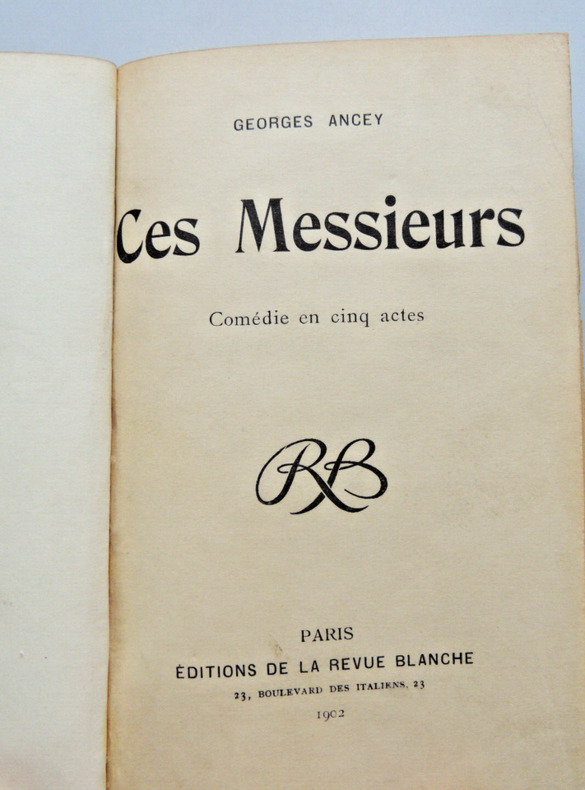 GEORGES ANCEY
Ces Messieurs
Comédie en cinq actes
RB
PARIS
ÉDITIONS DE LA REVUE BLANCHE
23, BOULEVARD DES ITALIENS, 23
1902